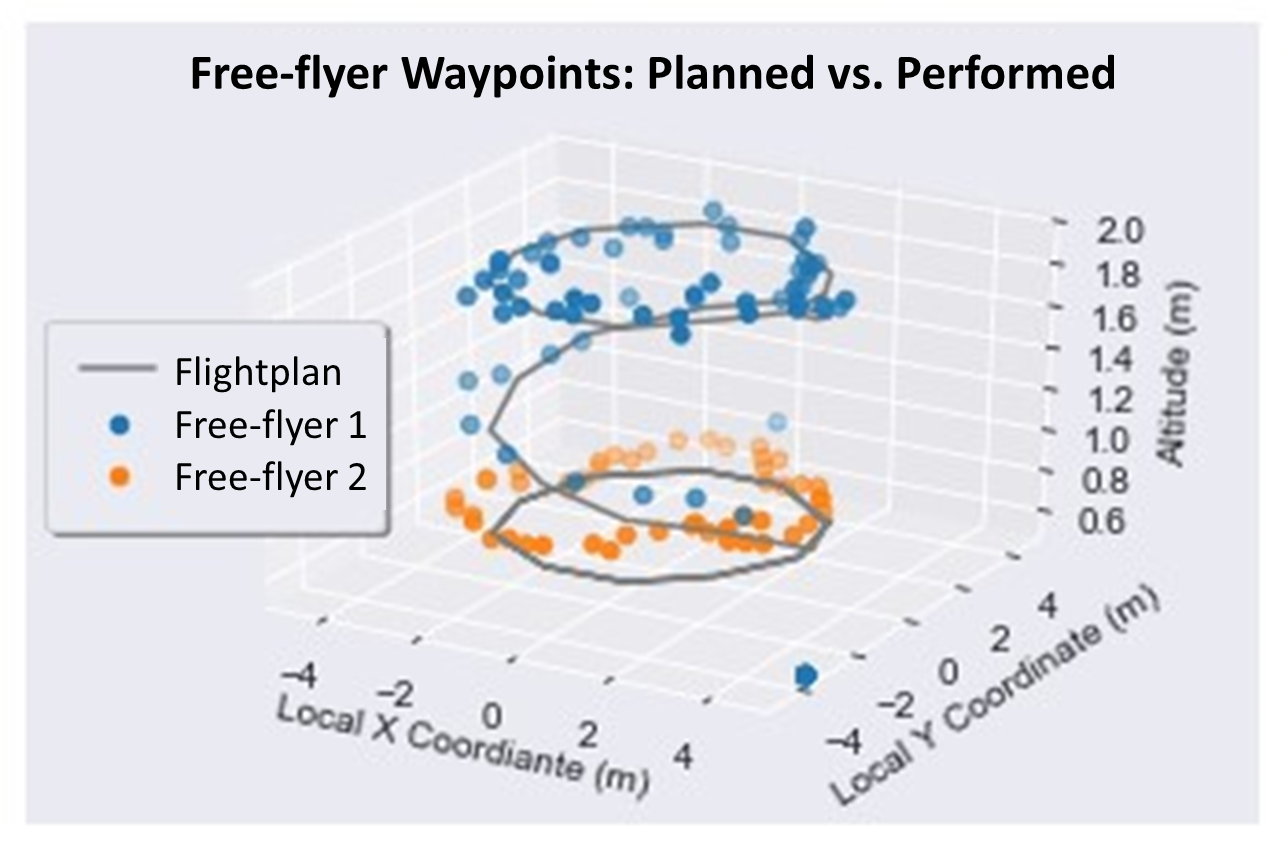 Free-flyer Waypoints: Planned vs. Performed
Flightplan
Free-flyer 1
Free-flyer 2
2.0
1.8
1.6
1.4
1.2
1.0
0.8
0.6
Altitude (m)
−4
−2
0
2
4
Local X Coordiante (m)
−4
−2
0
2
4
Local Y Coordinate (m)